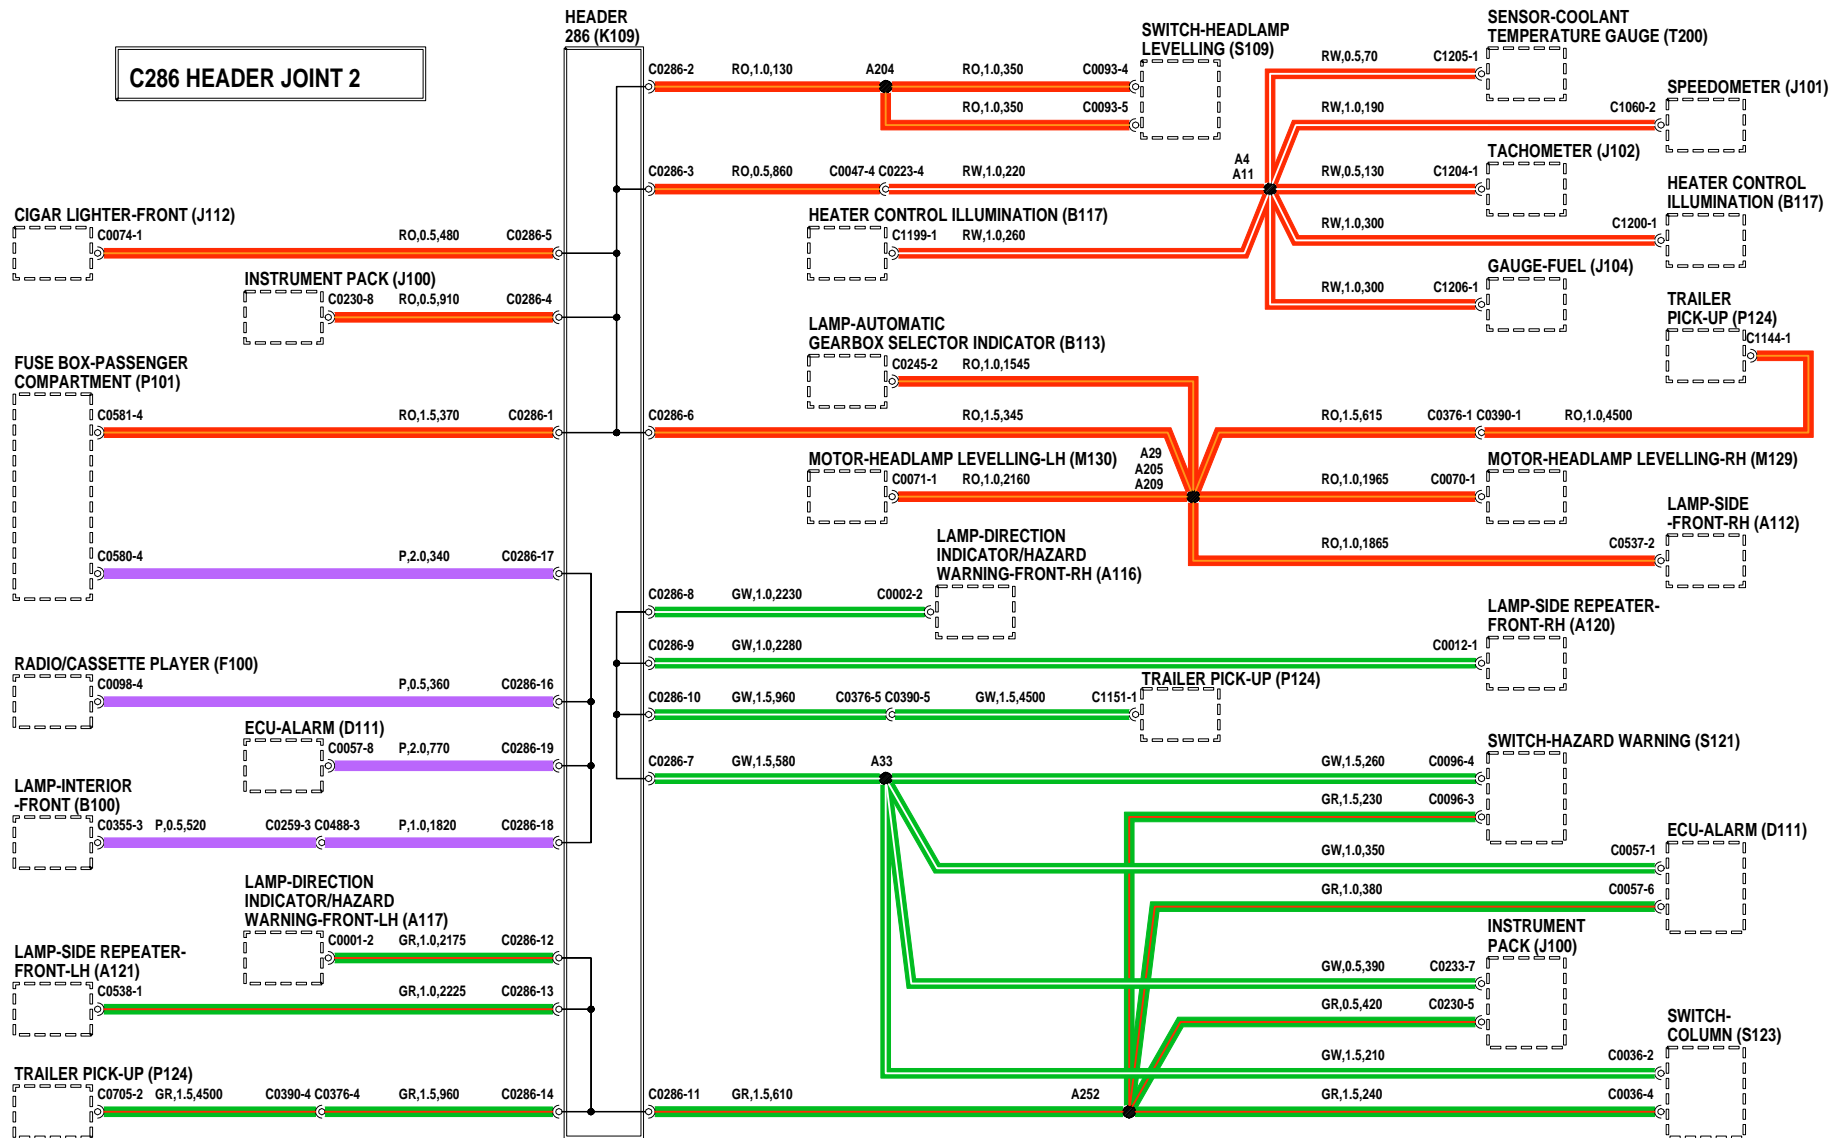 HEADER
286 (K109)
C286 HEADER JOINT 2
SWITCH-HEADLAMP
LEVELLING (S109)
SENSOR-COOLANT
TEMPERATURE GAUGE (T200)
C0286-2 RO,1.0,130 A204 RO,1.0,350 C0093-4
RO,1.0,350 C0093-5
RW,0.5,70 C1205-1
SPEEDOMETER (J101)
RW,1.0,190 C1060-2
TACHOMETER (J102)
C0286-3 RO,0.5,860 C0047-4 C0223-4 RW,1.0,220
A4
A11
RW,0.5,130 C1204-1
HEATER CONTROL
ILLUMINATION (B117)
CIGAR LIGHTER-FRONT (J112)
C0074-1 RO,0.5,480 C0286-5
HEATER CONTROL ILLUMINATION (B117)
C1199-1 RW,1.0,260
RW,1.0,300 C1200-1
INSTRUMENT PACK (J100)
C0230-8 RO,0.5,910 C0286-4
GAUGE-FUEL (J104)
RW,1.0,300 C1206-1
TRAILER
PICK-UP (P124)
C1144-1
LAMP-AUTOMATIC
GEARBOX SELECTOR INDICATOR (B113)
C0245-2 RO,1.0,1545
FUSE BOX-PASSENGER
COMPARTMENT (P101)
C0581-4 RO,1.5,370 C0286-1
C0286-6 RO,1.5,345
RO,1.5,615 C0376-1 C0390-1 RO,1.0,4500
MOTOR-HEADLAMP LEVELLING-LH (M130)
C0071-1 RO,1.0,2160
A29
A205
A209
MOTOR-HEADLAMP LEVELLING-RH (M129)
RO,1.0,1965 C0070-1
LAMP-SIDE
-FRONT-RH (A112)
RO,1.0,1865 C0537-2
C0580-4 P,2.0,340 C0286-17
LAMP-DIRECTION
INDICATOR/HAZARD
WARNING-FRONT-RH (A116)
C0286-8 GW,1.0,2230 C0002-2
LAMP-SIDE REPEATER-
FRONT-RH (A120)
C0286-9 GW,1.0,2280 C0012-1
RADIO/CASSETTE PLAYER (F100)
C0098-4 P,0.5,360 C0286-16
TRAILER PICK-UP (P124)
C0286-10 GW,1.5,960 C0376-5 C0390-5 GW,1.5,4500 C1151-1
ECU-ALARM (D111)
C0057-8 P,2.0,770 C0286-19
SWITCH-HAZARD WARNING (S121)
C0286-7 GW,1.5,580 A33 GW,1.5,260 C0096-4
GR,1.5,230 C0096-3
LAMP-INTERIOR
-FRONT (B100)
C0355-3 P,0.5,520 C0259-3 C0488-3 P,1.0,1820 C0286-18
ECU-ALARM (D111)
GW,1.0,350 C0057-1
GR,1.0,380 C0057-6
LAMP-DIRECTION
INDICATOR/HAZARD
WARNING-FRONT-LH (A117)
C0001-2 GR,1.0,2175 C0286-12
INSTRUMENT
PACK (J100)
GW,0.5,390 C0233-7
GR,0.5,420 C0230-5
LAMP-SIDE REPEATER-
FRONT-LH (A121)
C0538-1 GR,1.0,2225 C0286-13
SWITCH-
COLUMN (S123)
GW,1.5,210 C0036-2
TRAILER PICK-UP (P124)
C0705-2 GR,1.5,4500 C0390-4 C0376-4 GR,1.5,960 C0286-14
C0286-11 GR,1.5,610 A252 GR,1.5,240 C0036-4